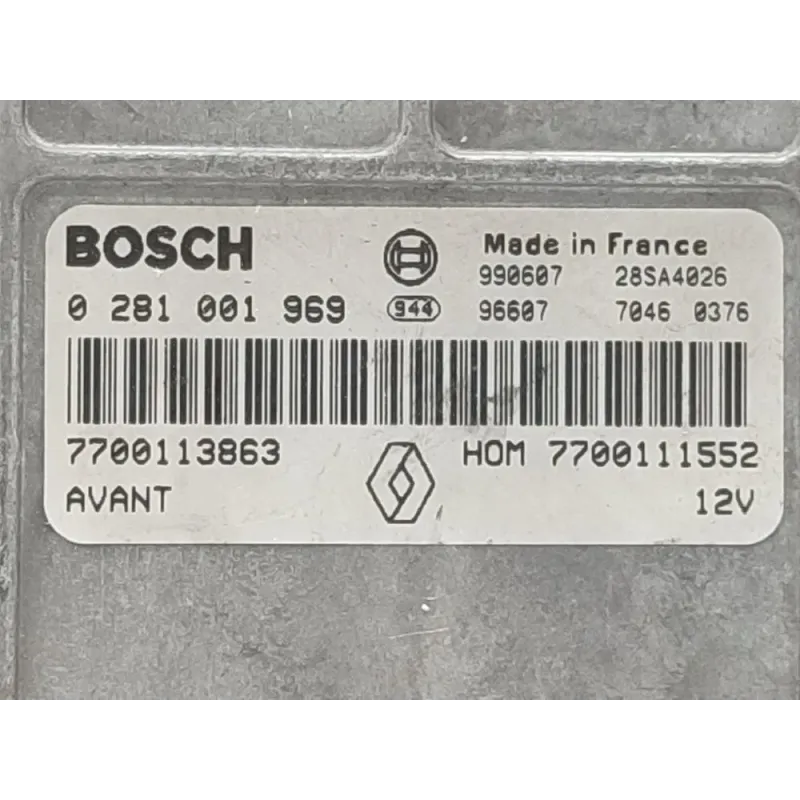 BOSCH Made in France
990607 28SA4026
0 281 001 969 944 96607 7046 0376
7700113863 HOM 7700111552
AVANT 12V